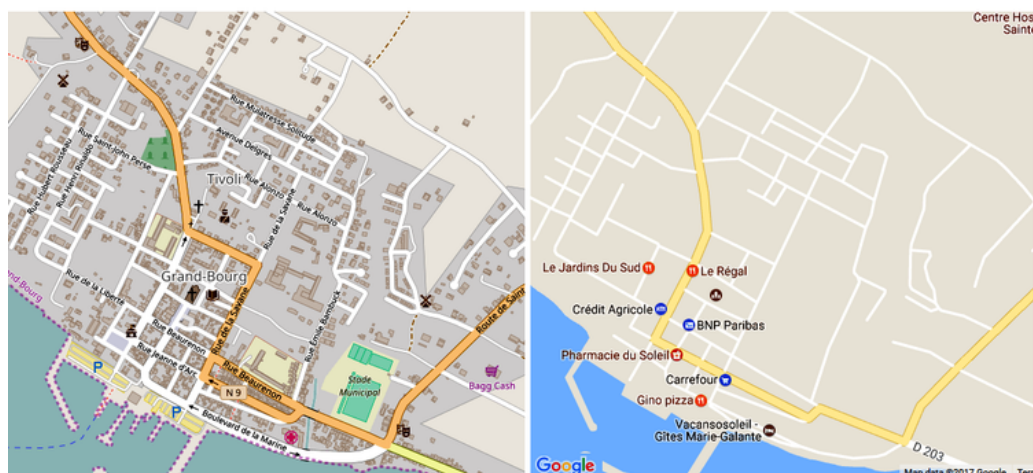 Rue Mulatresse Solitude
Avenue Delgrès
Rue Saint-John Perse
Rue Hubert Rousseau
Rue Henri Rinaldo
Tivoli
Rue Alonzo
Rue Alonzo
Rue de la Savane
Grand-Bourg
Rue de la Liberté
Rue de la Savane
Rue Emile Bambuck
Route de Saint
Rue Beaurenon
Rue Jeanne d'Arc
Rue Beaurenon
N 9
Stade
Municipal
Bagg Cash
P
P
Boulevard de la Marine
Centre Hos
Sainte
Le Jardins Du Sud
Le Régal
Crédit Agricole
BNP Paribas
Pharmacie du Soleil
Carrefour
Gino pizza
Vacansosoleil -
Gîtes Marie-Galante
D 203
Google
Map data ©2017 Google